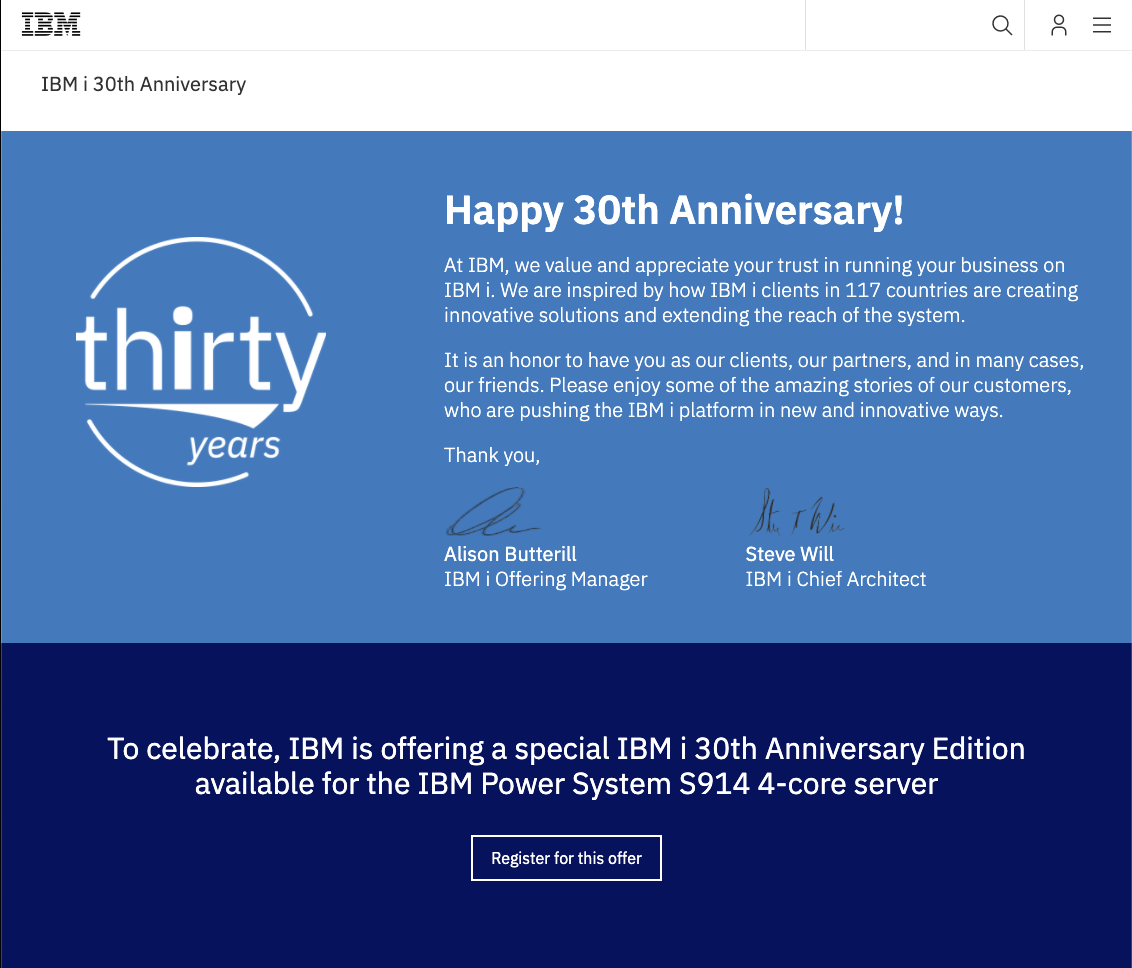 IBM
IBM i 30th Anniversary
thirty
years
Happy 30th Anniversary!
At IBM, we value and appreciate your trust in running your business on
IBM i. We are inspired by how IBM i clients in 117 countries are creating
innovative solutions and extending the reach of the system.
It is an honor to have you as our clients, our partners, and in many cases,
our friends. Please enjoy some of the amazing stories of our customers,
who are pushing the IBM i platform in new and innovative ways.
Thank you,
Alison Butterill
IBM i Offering Manager
Steve Will
IBM i Chief Architect
To celebrate, IBM is offering a special IBM i 30th Anniversary Edition
available for the IBM Power System S914 4-core server
Register for this offer